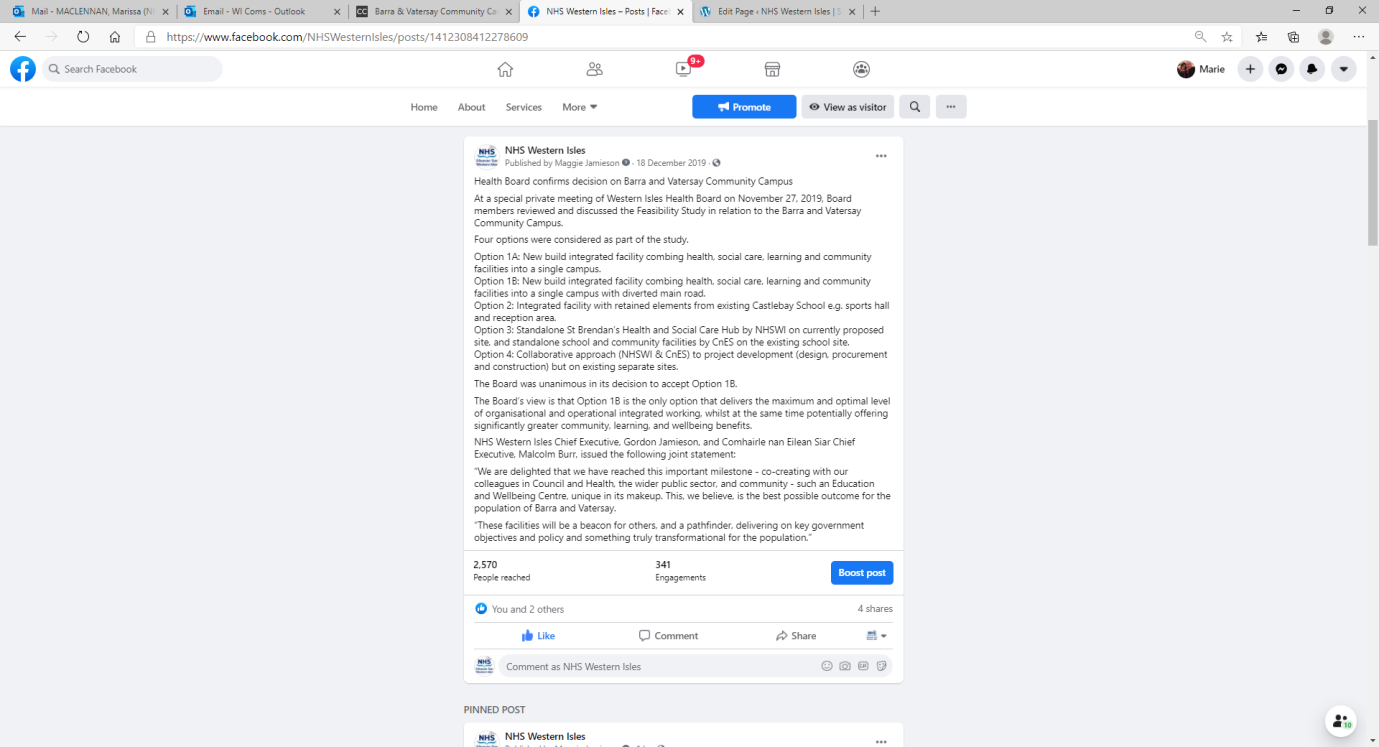 Mail - MACLENNAN, Marissa (N
Email - WI Coms - Outlook
CC Barra & Vatersay Community Ca
NHS Western Isles – Posts | Face
Edit Page ‹ NHS Western Isles | S
https://www.facebook.com/NHSWesternIsles/posts/1412308412278609
Search Facebook
9+
Marie
Home About Services More
Promote View as visitor
NHS Western Isles
Published by Maggie Jamieson · 18 December 2019 ·
Health Board confirms decision on Barra and Vatersay Community Campus
At a special private meeting of Western Isles Health Board on November 27, 2019, Board
members reviewed and discussed the Feasibility Study in relation to the Barra and Vatersay
Community Campus.
Four options were considered as part of the study.
Option 1A: New build integrated facility combing health, social care, learning and community
facilities into a single campus.
Option 1B: New build integrated facility combing health, social care, learning and community
facilities into a single campus with diverted main road.
Option 2: Integrated facility with retained elements from existing Castlebay School e.g. sports hall
and reception area.
Option 3: Standalone St Brendan's Health and Social Care Hub by NHSWI on currently proposed
site, and standalone school and community facilities by CnES on the existing school site.
Option 4: Collaborative approach (NHSWI & CnES) to project development (design, procurement
and construction) but on existing separate sites.
The Board was unanimous in its decision to accept Option 1B.
The Board's view is that Option 1B is the only option that delivers the maximum and optimal level
of organisational and operational integrated working, whilst at the same time potentially offering
significantly greater community, learning, and wellbeing benefits.
NHS Western Isles Chief Executive, Gordon Jamieson, and Comhairle nan Eilean Siar Chief
Executive, Malcolm Burr, issued the following joint statement:
"We are delighted that we have reached this important milestone - co-creating with our
colleagues in Council and Health, the wider public sector, and community - such an Education
and Wellbeing Centre, unique in its makeup. This, we believe, is the best possible outcome for the
population of Barra and Vatersay.
"These facilities will be a beacon for others, and a pathfinder, delivering on key government
objectives and policy and something truly transformational for the population."
2,570 341
People reached Engagements
Boost post
You and 2 others 4 shares
Like Comment Share
Comment as NHS Western Isles
PINNED POST
NHS Western Isles
10